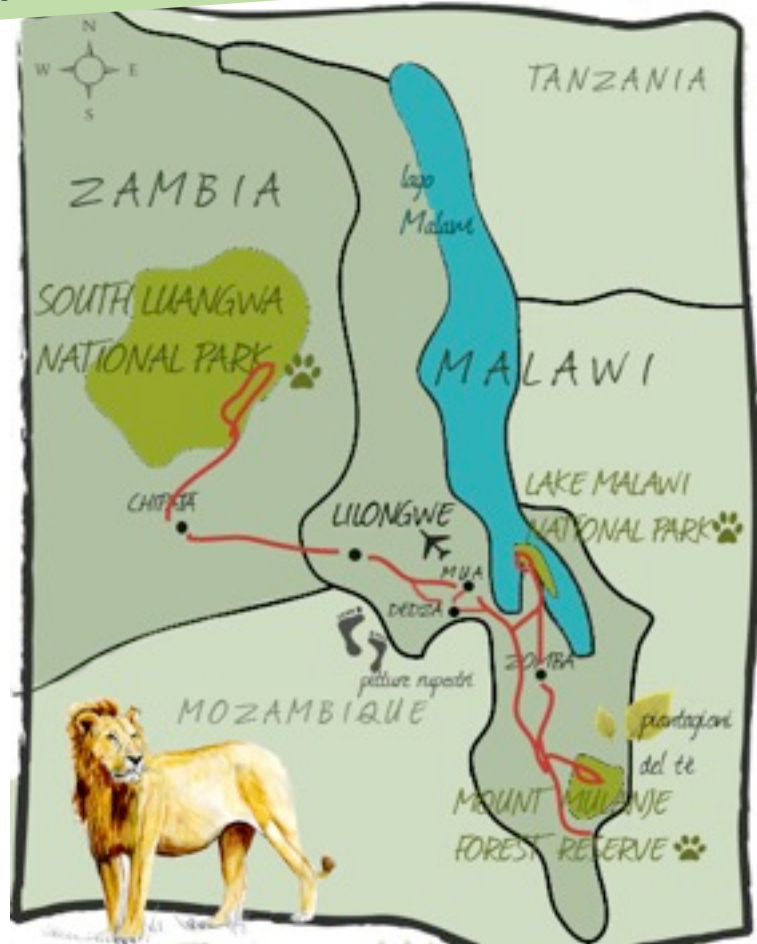 N
W E
S
TANZANIA
ZAMBIA
lago
Malawi
SOUTH LUANGWA
NATIONAL PARK
MALAWI
CHIPATA
LILONGWE
LAKE MALAWI
NATIONAL PARK
MUA
DEDZA
ZOMBA
pitture rupestri
MOZAMBIQUE
piantagioni
del tè
MOUNT MULANJE
FOREST RESERVE